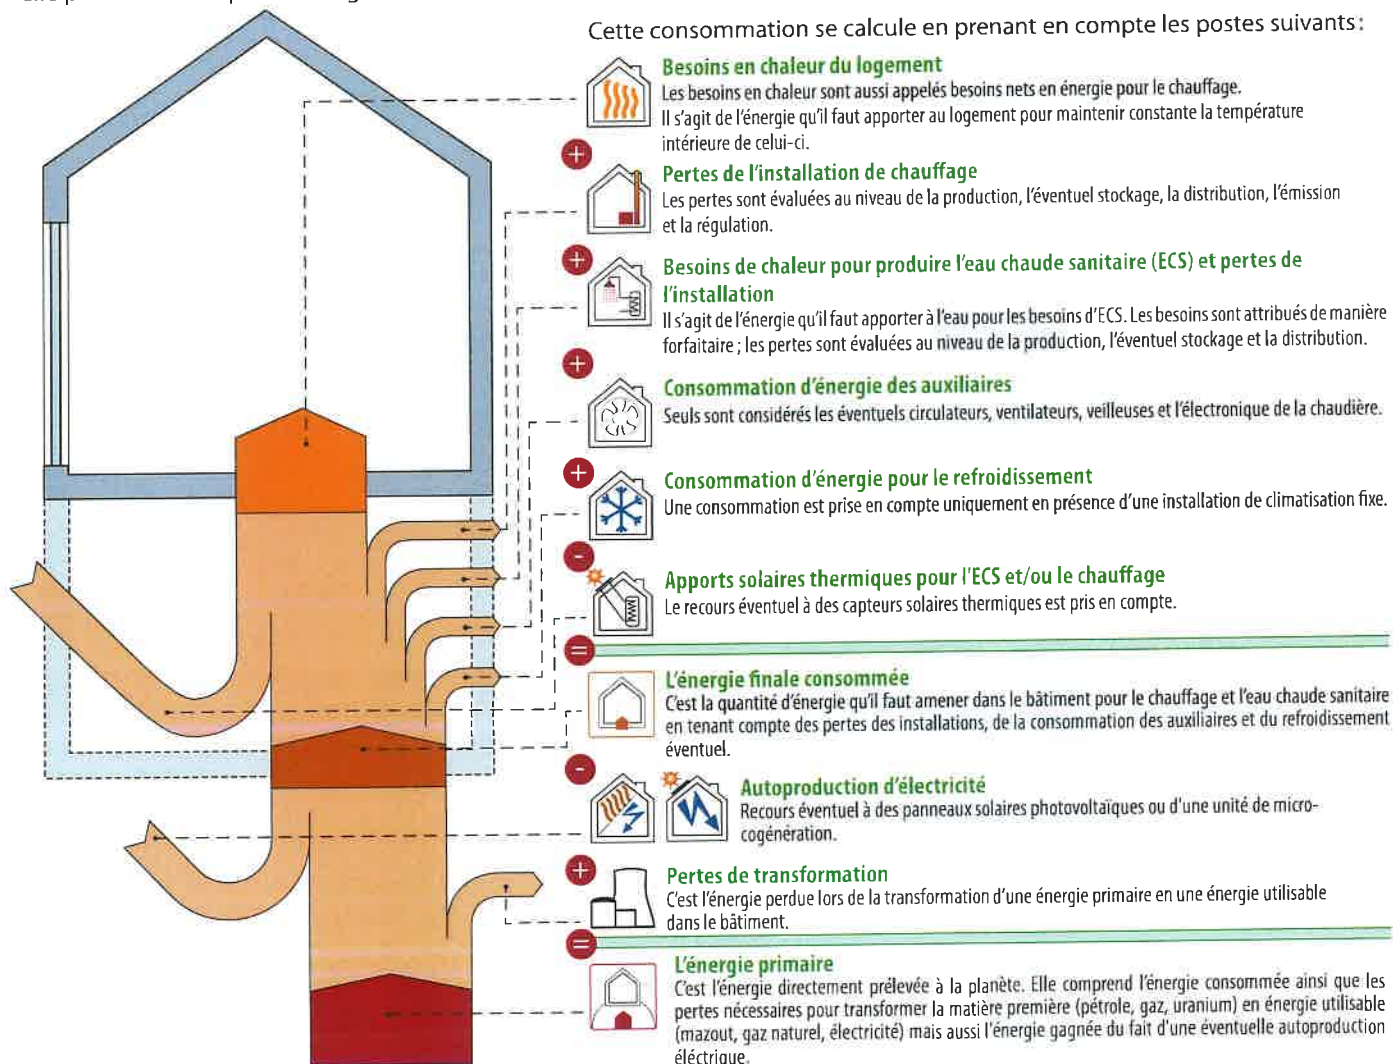 Cette consommation se calcule en prenant en compte les postes suivants :
Besoins en chaleur du logement
Les besoins en chaleur sont aussi appelés besoins nets en énergie pour le chauffage.
Il s'agit de l'énergie qu'il faut apporter au logement pour maintenir constante la température
intérieure de celui-ci.
+
Pertes de l'installation de chauffage
Les pertes sont évaluées au niveau de la production, l'éventuel stockage, la distribution, l'émission
et la régulation.
+
Besoins de chaleur pour produire l'eau chaude sanitaire (ECS) et pertes de
l'installation
Il s'agit de l'énergie qu'il faut apporter à l'eau pour les besoins d'ECS. Les besoins sont attribués de manière
forfaitaire ; les pertes sont évaluées au niveau de la production, l'éventuel stockage et la distribution.
+
Consommation d'énergie des auxiliaires
Seuls sont considérés les éventuels circulateurs, ventilateurs, veilleuses et l'électronique de la chaudière.
+
Consommation d'énergie pour le refroidissement
Une consommation est prise en compte uniquement en présence d'une installation de climatisation fixe.
-
Apports solaires thermiques pour l'ECS et/ou le chauffage
Le recours éventuel à des capteurs solaires thermiques est pris en compte.
=
L'énergie finale consommée
C'est la quantité d'énergie qu'il faut amener dans le bâtiment pour le chauffage et l'eau chaude sanitaire
en tenant compte des pertes des installations, de la consommation des auxiliaires et du refroidissement
éventuel.
-
Autoproduction d'électricité
Recours éventuel à des panneaux solaires photovoltaïques ou d'une unité de micro-
cogénération.
+
Pertes de transformation
C'est l'énergie perdue lors de la transformation d'une énergie primaire en une énergie utilisable
dans le bâtiment.
=
L'énergie primaire
C'est l'énergie directement prélevée à la planète. Elle comprend l'énergie consommée ainsi que les
pertes nécessaires pour transformer la matière première (pétrole, gaz, uranium) en énergie utilisable
(mazout, gaz naturel, électricité) mais aussi l'énergie gagnée du fait d'une éventuelle autoproduction
éléctrique.